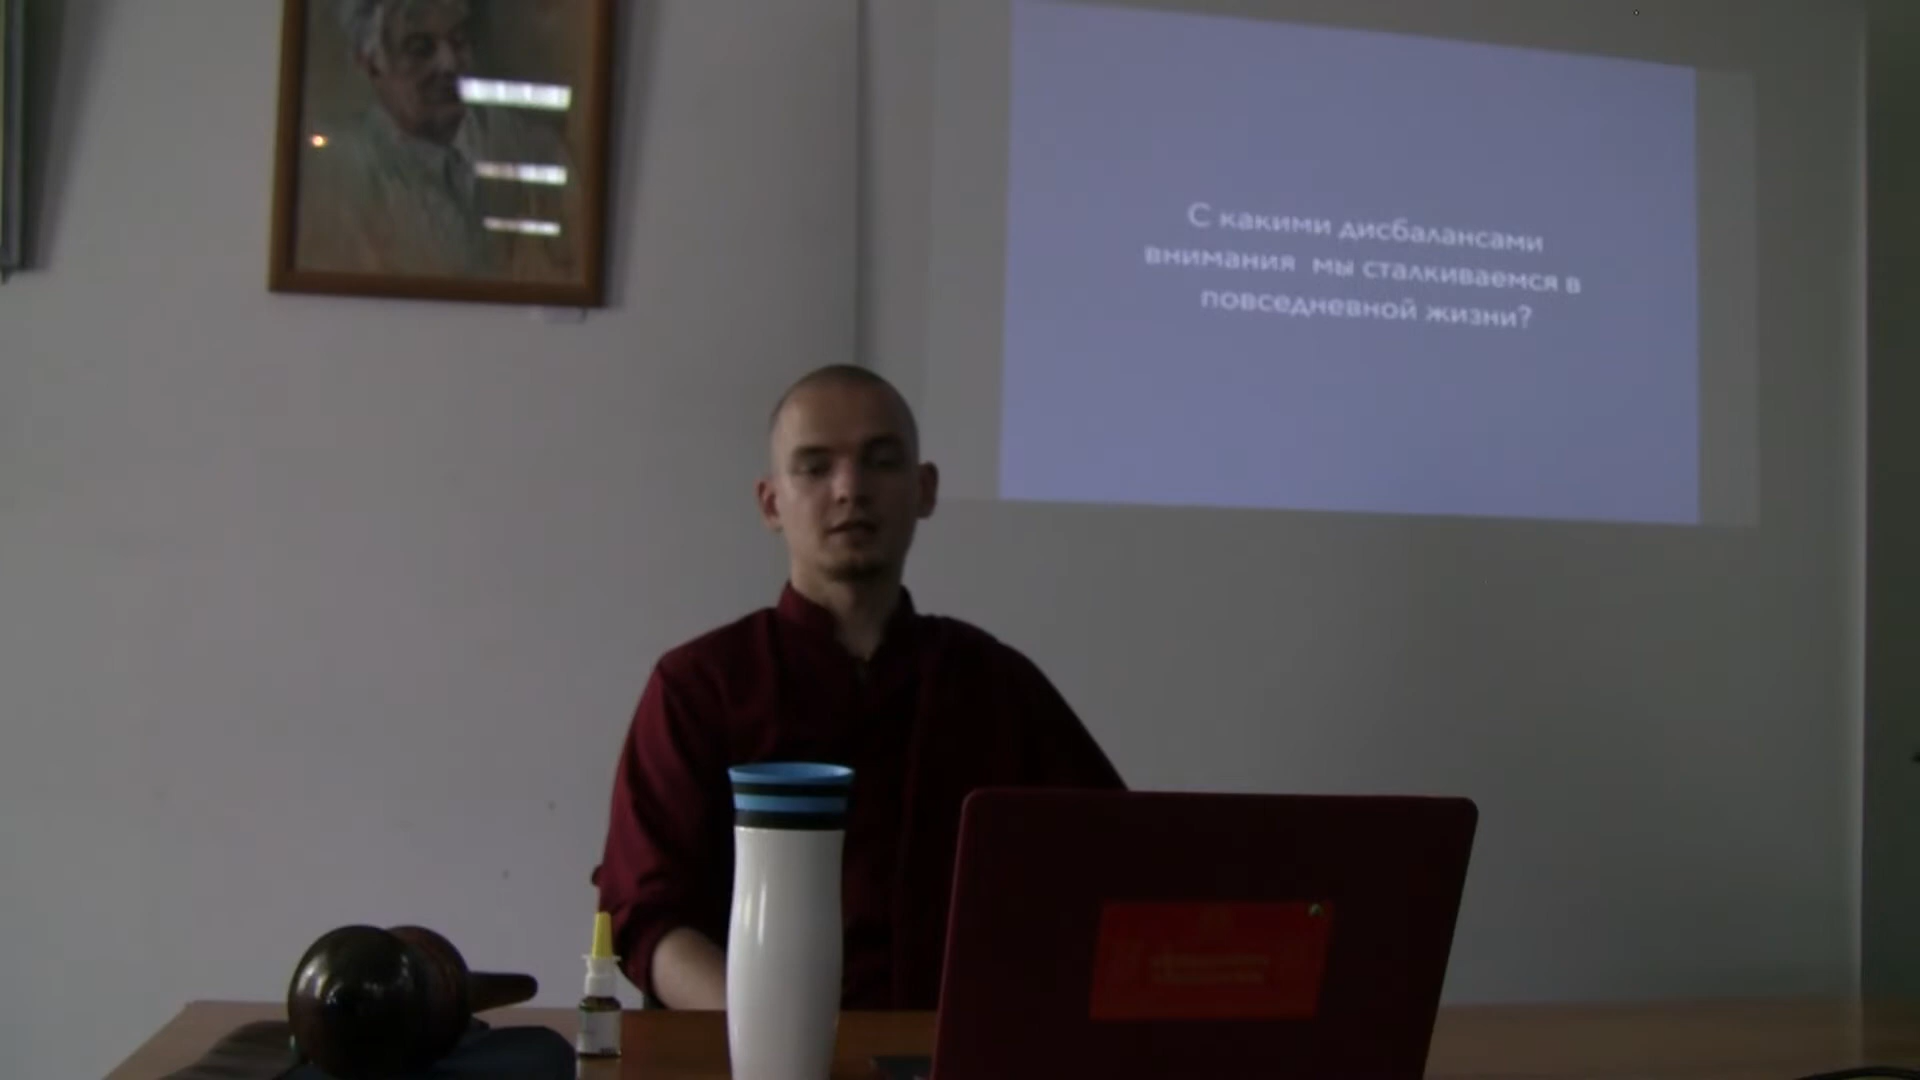 С какими дисбалансами
внимания мы сталкиваемся в
повседневной жизни?